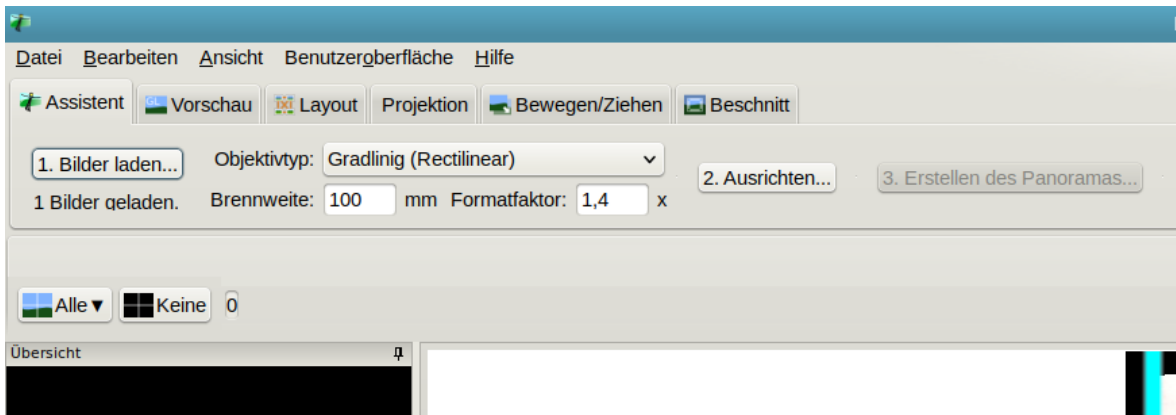 Datei Bearbeiten Ansicht Benutzeroberfläche Hilfe
Assistent GL Vorschau Layout Projektion Bewegen/Ziehen Beschnitt
1. Bilder laden... Objektivtyp: Gradlinig (Rectilinear) 2. Ausrichten... 3. Erstellen des Panoramas...
1 Bilder geladen. Brennweite: 100 mm Formatfaktor: 1,4 x
Alle Keine 0
Übersicht